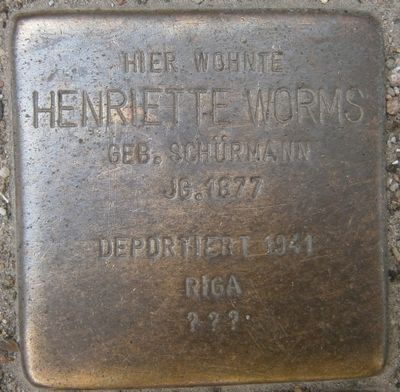 HIER WOHNTE
HENRIETTE WORMS
GEB. SCHÜRMANN
JG. 1877
DEPORTIERT 1941
RIGA
? ? ?